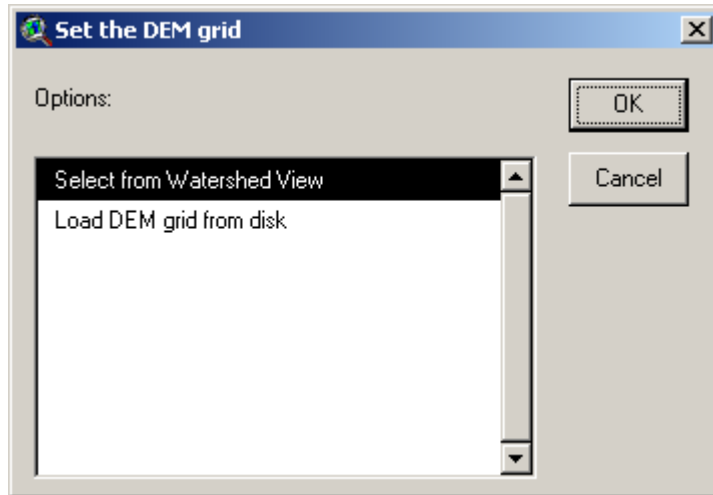 Set the DEM grid
Options:
OK
Select from Watershed View
Cancel
Load DEM grid from disk